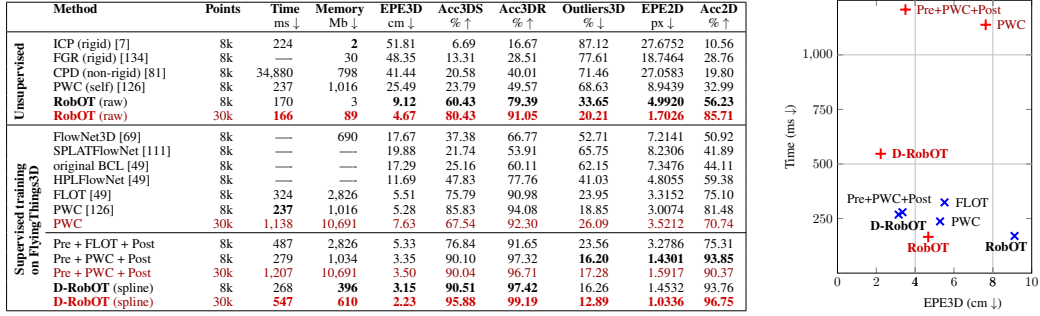 Method Points Time Memory EPE3D Acc3DS Acc3DR Outliers3D EPE2D Acc2D
ms ↓ Mb ↓ cm ↓ % ↑ % ↑ % ↓ px ↓ % ↑
Unsupervised
ICP (rigid) [7] 8k 224 2 51.81 6.69 16.67 87.12 27.6752 10.56
FGR (rigid) [134] 8k — 30 48.35 13.31 28.51 77.61 18.7464 28.76
CPD (non-rigid) [81] 8k 34,880 798 41.44 20.58 40.01 71.46 27.0583 19.80
PWC (self) [126] 8k 237 1,016 25.49 23.79 49.57 68.63 8.9439 32.99
RobOT (raw) 8k 170 3 9.12 60.43 79.39 33.65 4.9920 56.23
RobOT (raw) 30k 166 89 4.67 80.43 91.05 20.21 1.7026 85.71
Supervised training
on FlyingThings3D
FlowNet3D [69] 8k — 690 17.67 37.38 66.77 52.71 7.2141 50.92
SPLATFlowNet [111] 8k — — 19.88 21.74 53.91 65.75 8.2306 41.89
original BCL [49] 8k — — 17.29 25.16 60.11 62.15 7.3476 44.11
HPLFlowNet [49] 8k — — 11.69 47.83 77.76 41.03 4.8055 59.38
FLOT [49] 8k 324 2,826 5.51 75.79 90.98 23.95 3.3152 75.10
PWC [126] 8k 237 1,016 5.28 85.83 94.08 18.85 3.0074 81.48
PWC 30k 1,138 10,691 7.63 67.54 92.30 26.09 3.5212 70.74
Pre + FLOT + Post 8k 487 2,826 5.33 76.84 91.65 23.56 3.2786 75.31
Pre + PWC + Post 8k 279 1,034 3.35 90.10 97.32 16.20 1.4301 93.85
Pre + PWC + Post 30k 1,207 10,691 3.50 90.04 96.71 17.28 1.5917 90.37
D-RobOT (spline) 8k 268 396 3.15 90.51 97.42 16.26 1.4532 93.76
D-RobOT (spline) 30k 547 610 2.23 95.88 99.19 12.89 1.0336 96.75
Pre+PWC+Post
PWC
1,000
750
D-RobOT
500
Pre+PWC+Post
FLOT
250
D-RobOT
PWC
RobOT
RobOT
0 2 4 6 8 10
EPE3D (cm ↓)
Time (ms ↓)